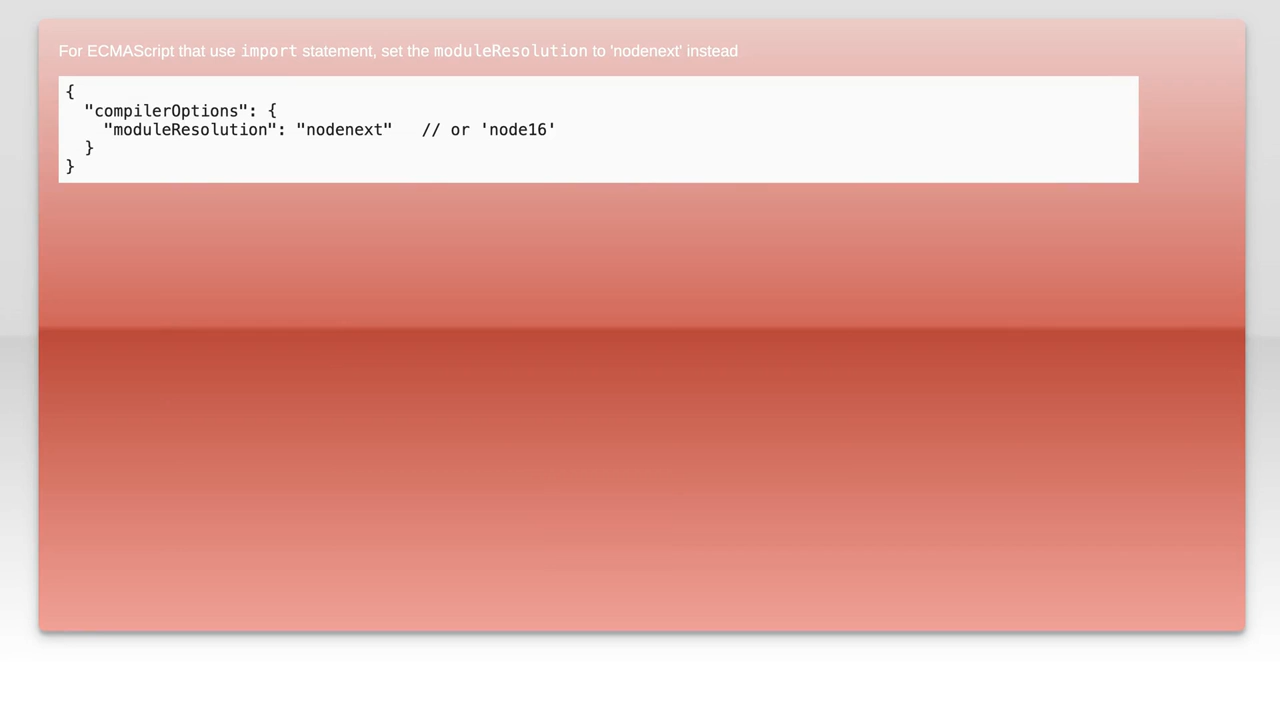 For ECMAScript that use import statement, set the moduleResolution to 'nodenext' instead
{
  "compilerOptions": {
    "moduleResolution": "nodenext"   // or 'node16'
  }
}